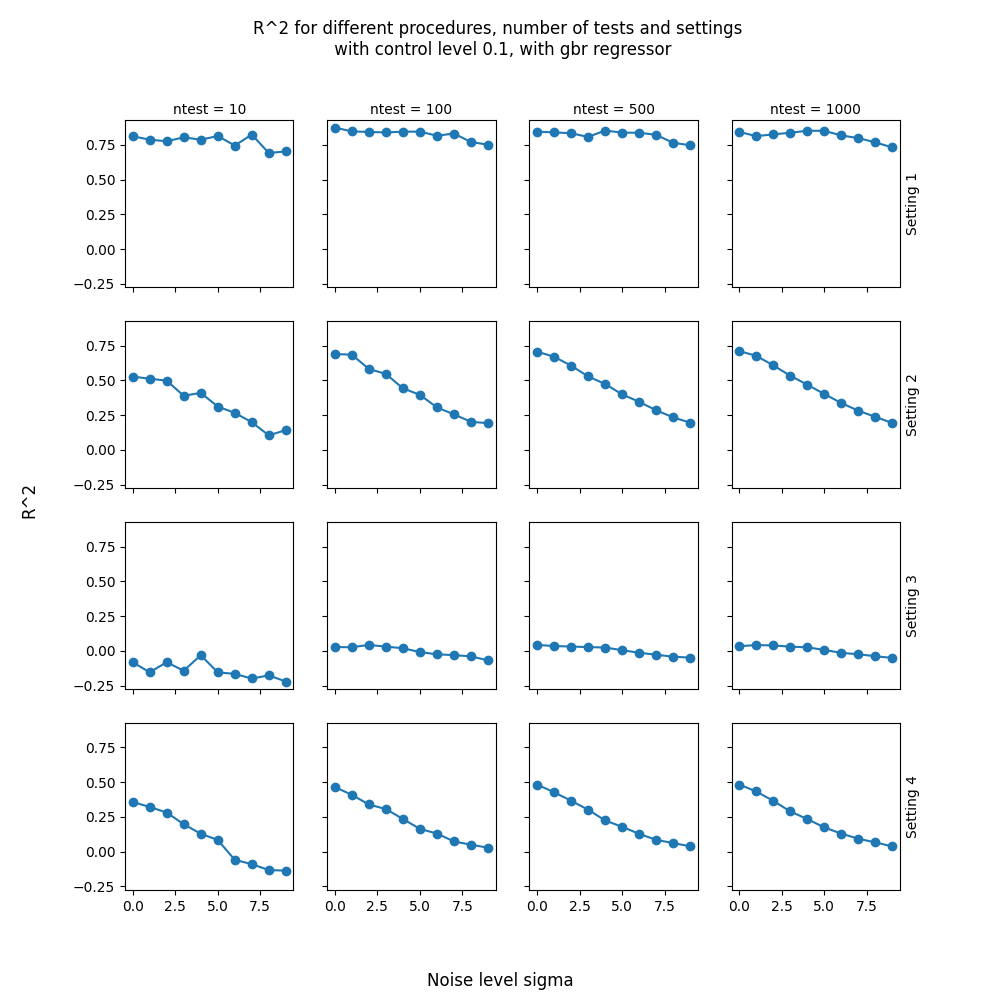 R^2 for different procedures, number of tests and settings
with control level 0.1, with gbr regressor
ntest = 10
ntest = 100
ntest = 500
ntest = 1000
0.75
0.50
0.25
0.00
−0.25
Setting 1
0.75
0.50
0.25
0.00
−0.25
Setting 2
R^2
0.75
0.50
0.25
0.00
−0.25
Setting 3
0.75
0.50
0.25
0.00
−0.25
Setting 4
0.0 2.5 5.0 7.5
0.0 2.5 5.0 7.5
0.0 2.5 5.0 7.5
0.0 2.5 5.0 7.5
Noise level sigma